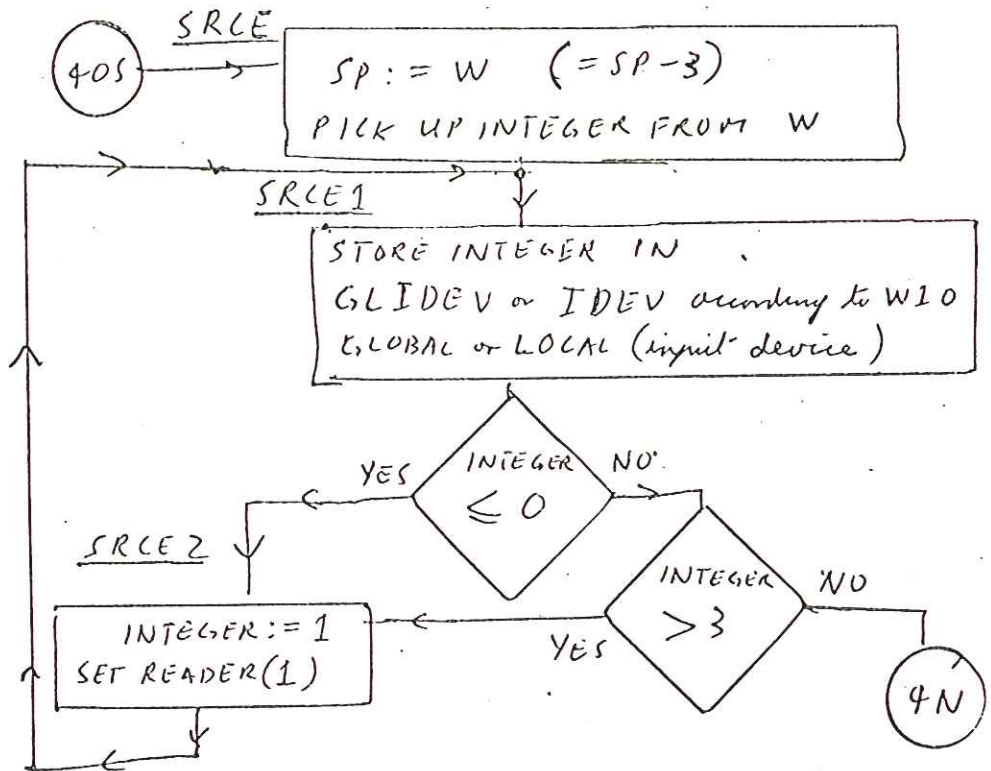 SRCE
40S
SP := W (= SP-3)
PICK UP INTEGER FROM W
SRCE1
STORE INTEGER IN
GLIDEV or IDEV according to W10
GLOBAL or LOCAL (input device)
INTEGER
≤ 0
YES
NO
SRCE2
INTEGER
> 3
YES
NO
INTEGER := 1
SET READER(1)
4N